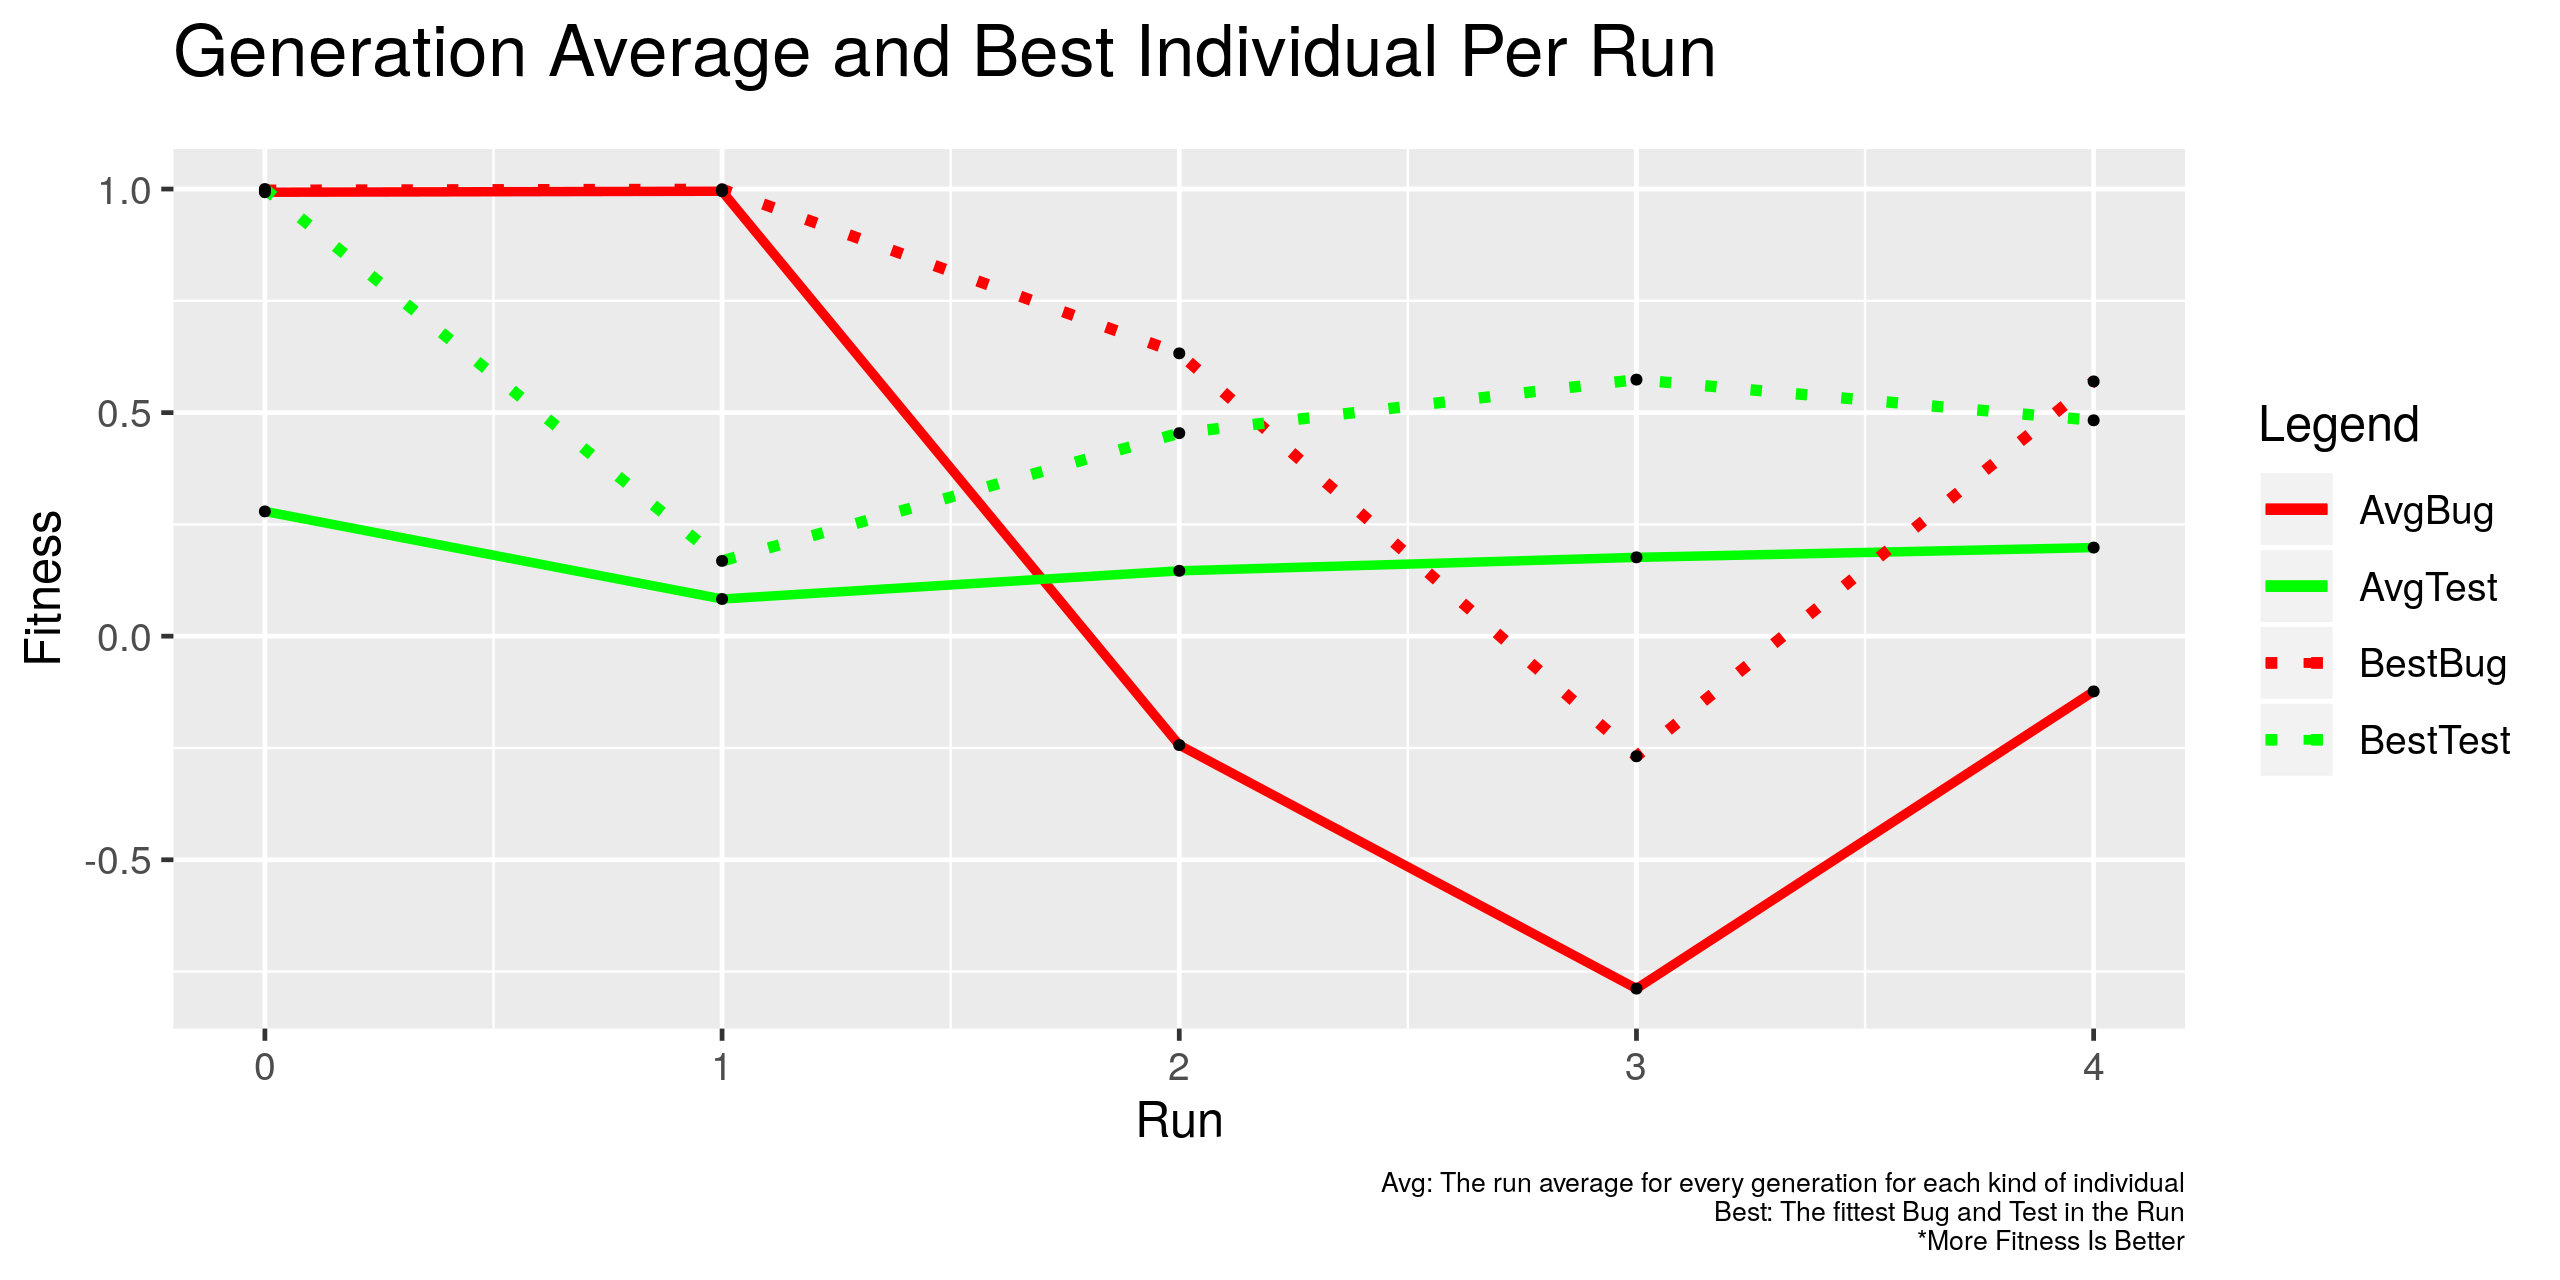 Generation Average and Best Individual Per Run
Fitness
1.0
0.5
0.0
-0.5
0
1
2
3
4
Run
Legend
AvgBug
AvgTest
BestBug
BestTest
Avg: The run average for every generation for each kind of individual
Best: The fittest Bug and Test in the Run
*More Fitness Is Better